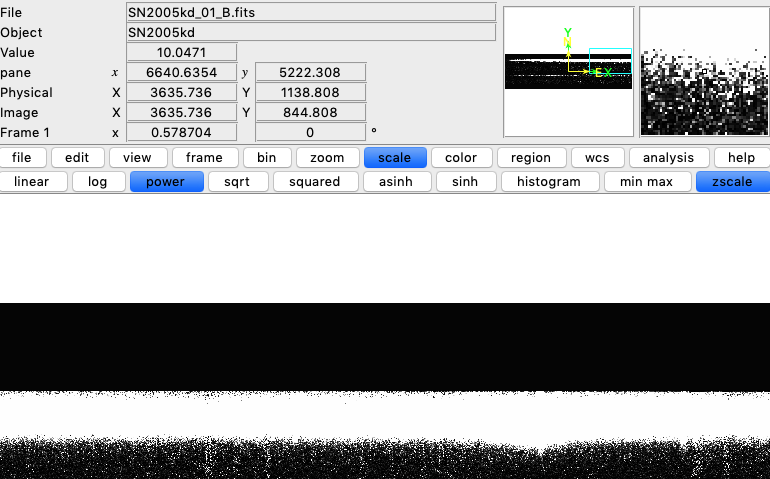 File SN2005kd_01_B.fits
Object SN2005kd
Value 10.0471
pane x 6640.6354 y 5222.308
Physical X 3635.736 Y 1138.808
Image X 3635.736 Y 844.808
Frame 1 x 0.578704 0 °
Y
N
E X
file edit view frame bin zoom scale color region wcs analysis help
linear log power sqrt squared asinh sinh histogram min max zscale